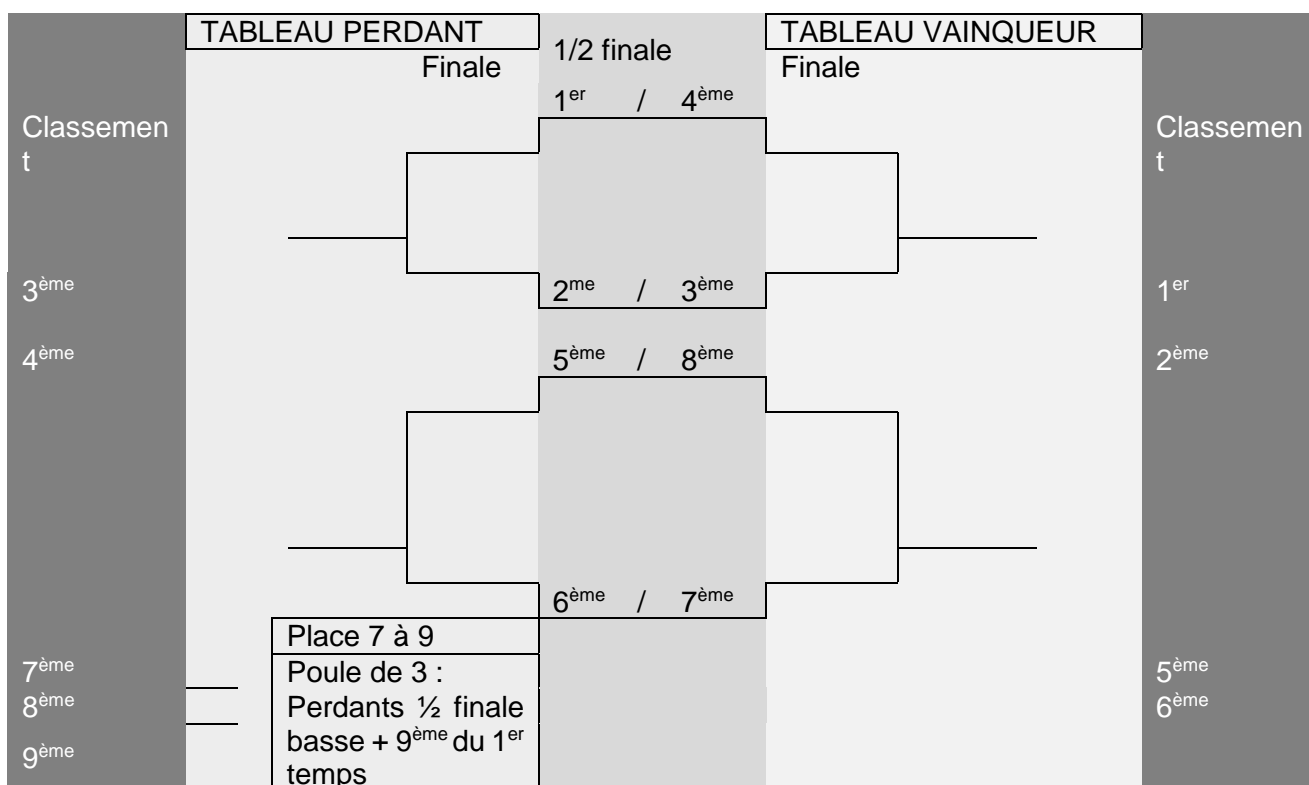 TABLEAU PERDANT
1/2 finale
TABLEAU VAINQUEUR
Finale
Finale
1er / 4ème
Classemen
t
Classemen
t
3ème
2me / 3ème
1er
4ème
5ème / 8ème
2ème
6ème / 7ème
Place 7 à 9
7ème
Poule de 3 :
5ème
8ème
Perdants ½ finale
6ème
basse + 9ème du 1er
9ème
temps